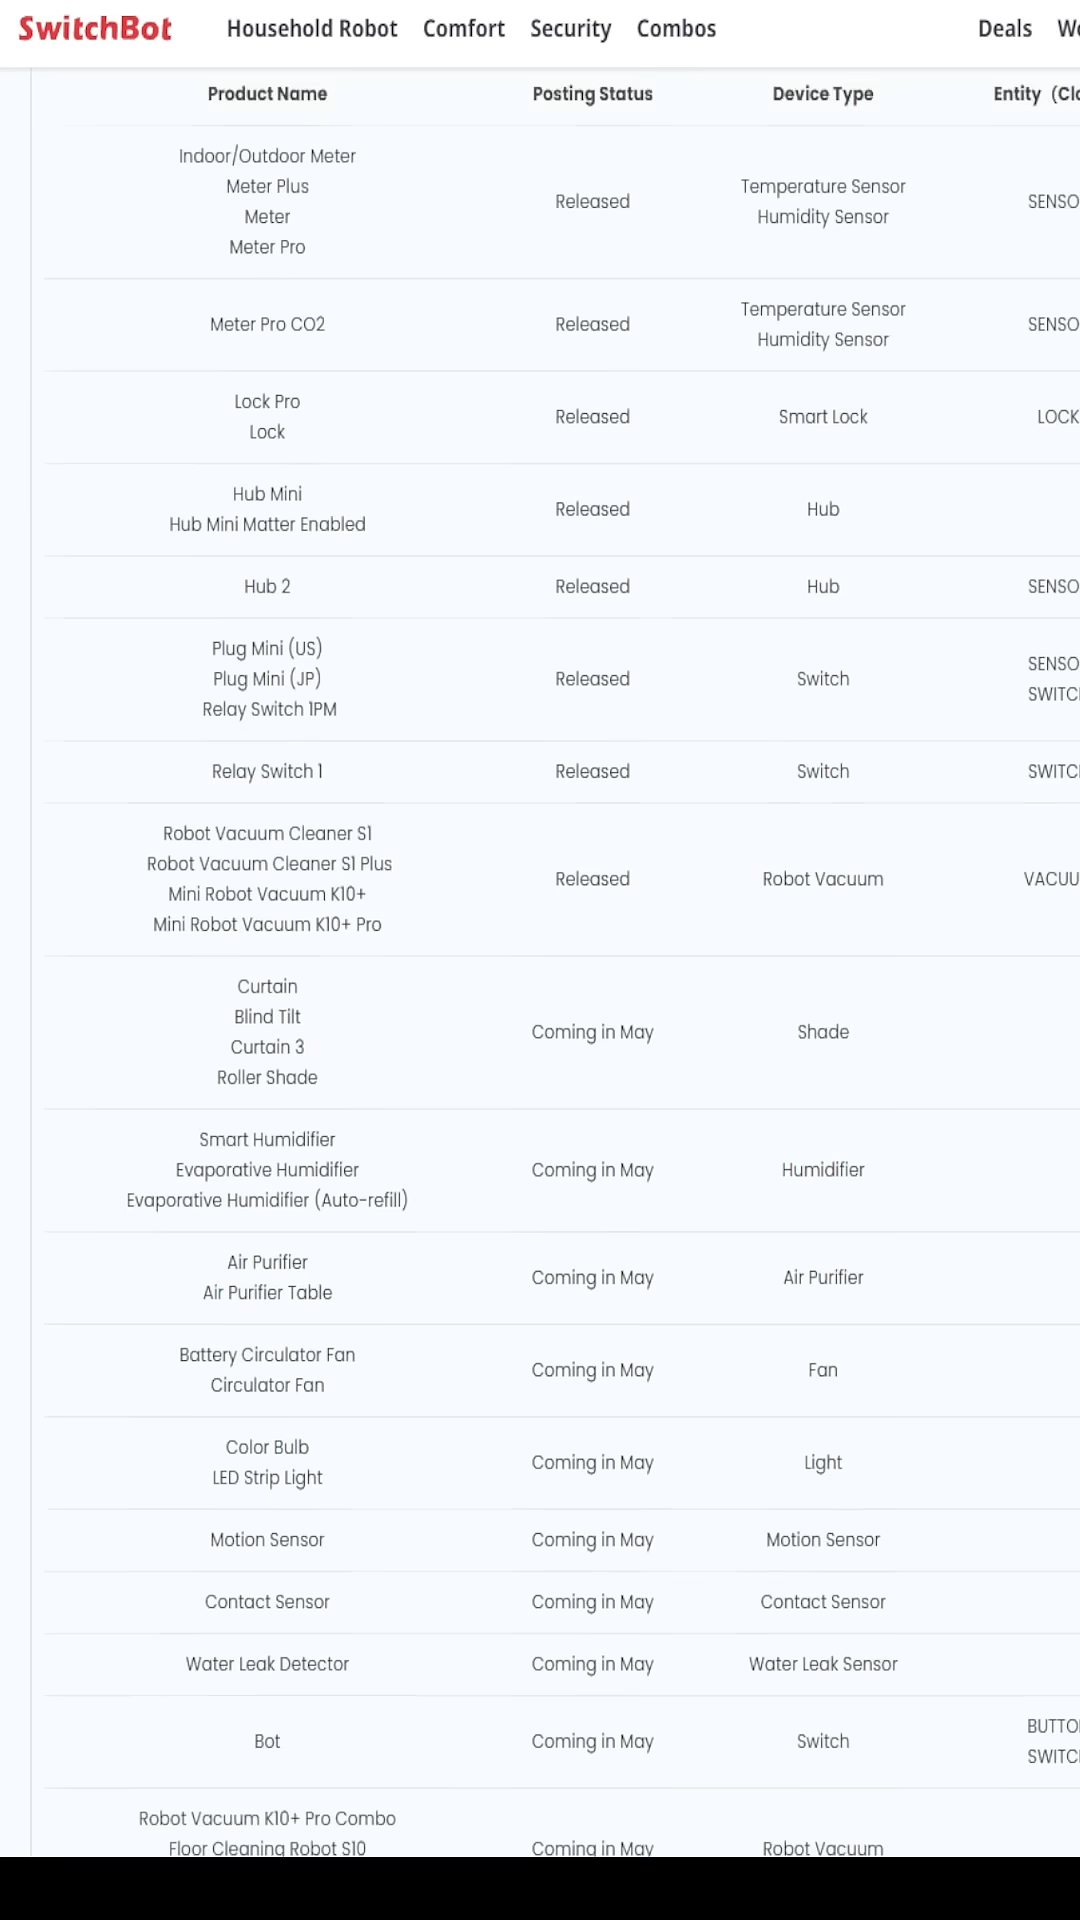 SwitchBot Household Robot Comfort Security Combos Deals
Product Name Posting Status Device Type Entity
Indoor/Outdoor Meter
Meter Plus
Meter
Meter Pro
Released
Temperature Sensor
Humidity Sensor
Meter Pro CO2
Released
Temperature Sensor
Humidity Sensor
Lock Pro
Lock
Released
Smart Lock
LOCK
Hub Mini
Hub Mini Matter Enabled
Released
Hub
Hub 2
Released
Hub
Plug Mini (US)
Plug Mini (JP)
Relay Switch 1PM
Released
Switch
Relay Switch 1
Released
Switch
Robot Vacuum Cleaner S1
Robot Vacuum Cleaner S1 Plus
Mini Robot Vacuum K10+
Mini Robot Vacuum K10+ Pro
Released
Robot Vacuum
Curtain
Blind Tilt
Curtain 3
Roller Shade
Coming in May
Shade
Smart Humidifier
Evaporative Humidifier
Evaporative Humidifier (Auto-refill)
Coming in May
Humidifier
Air Purifier
Air Purifier Table
Coming in May
Air Purifier
Battery Circulator Fan
Circulator Fan
Coming in May
Fan
Color Bulb
LED Strip Light
Coming in May
Light
Motion Sensor
Coming in May
Motion Sensor
Contact Sensor
Coming in May
Contact Sensor
Water Leak Detector
Coming in May
Water Leak Sensor
Bot
Coming in May
Switch
Robot Vacuum K10+ Pro Combo
Floor Cleaning Robot S10
Coming in May
Robot Vacuum